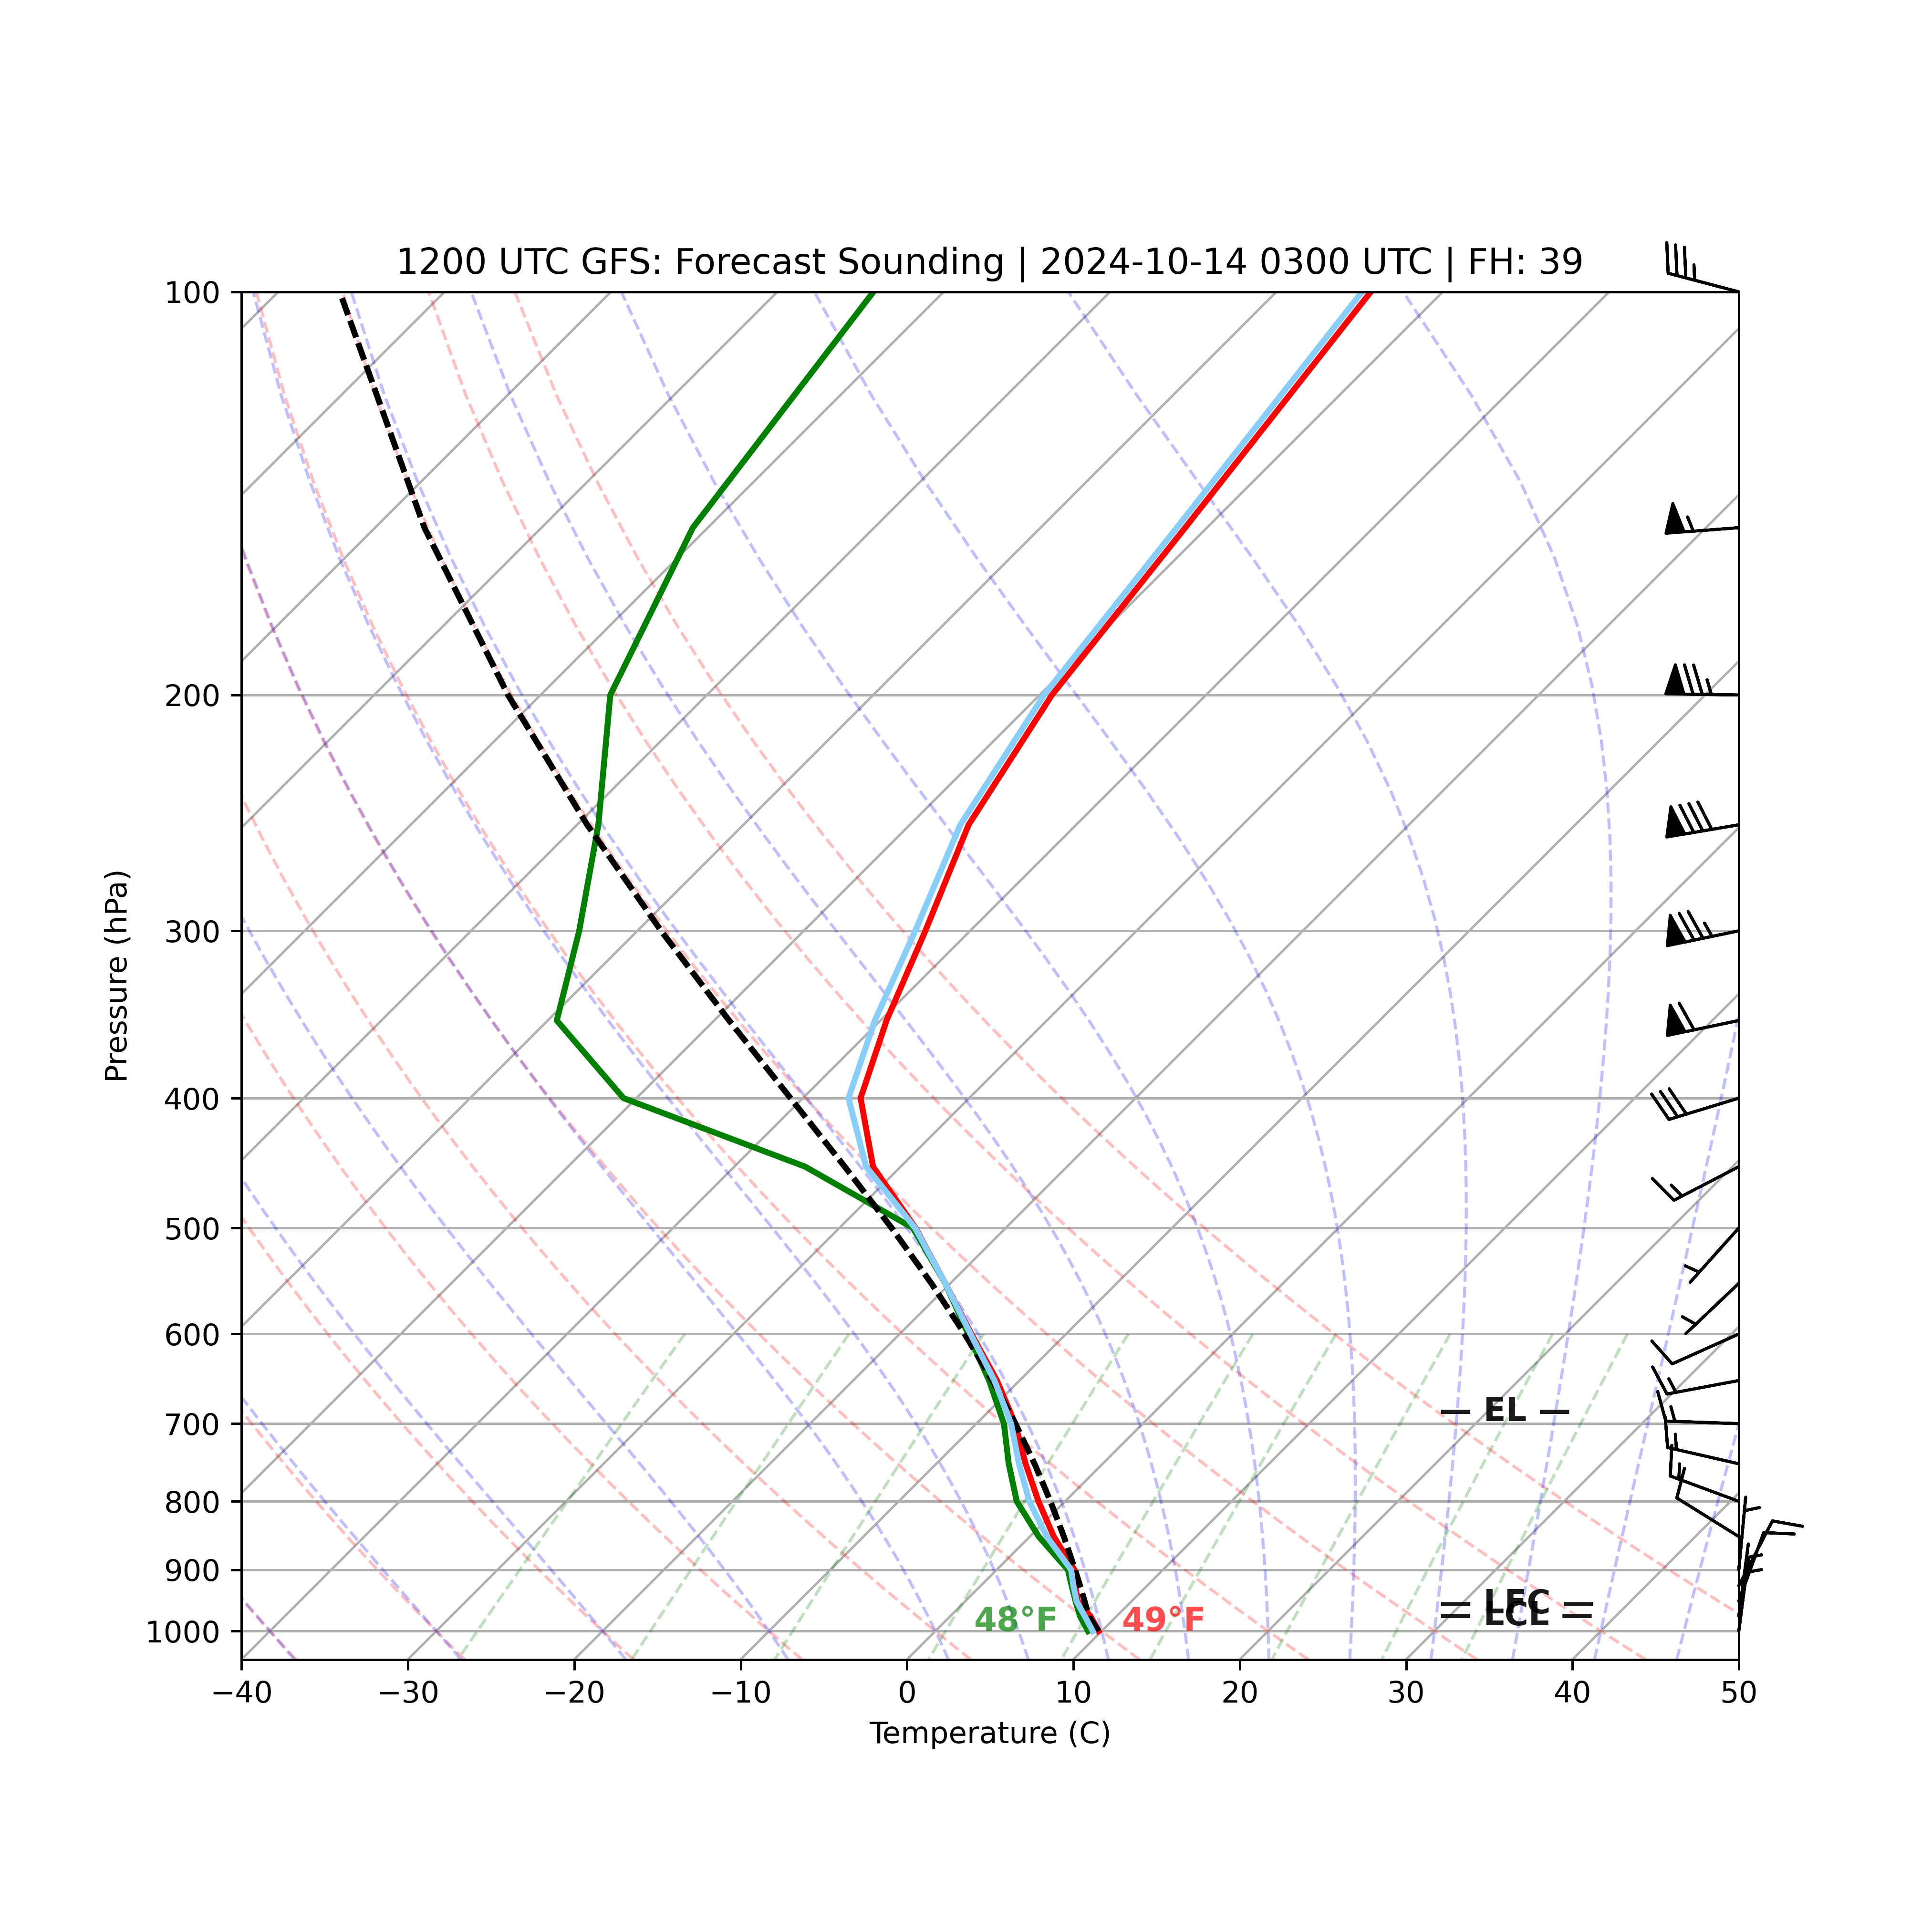 1200 UTC GFS: Forecast Sounding | 2024-10-14 0300 UTC | FH: 39
100
200
300
400
500
600
700
800
900
1000
Pressure (hPa)
— EL —
— LFC —
— LCL —
48°F
49°F
−40 −30 −20 −10 0 10 20 30 40 50
Temperature (C)